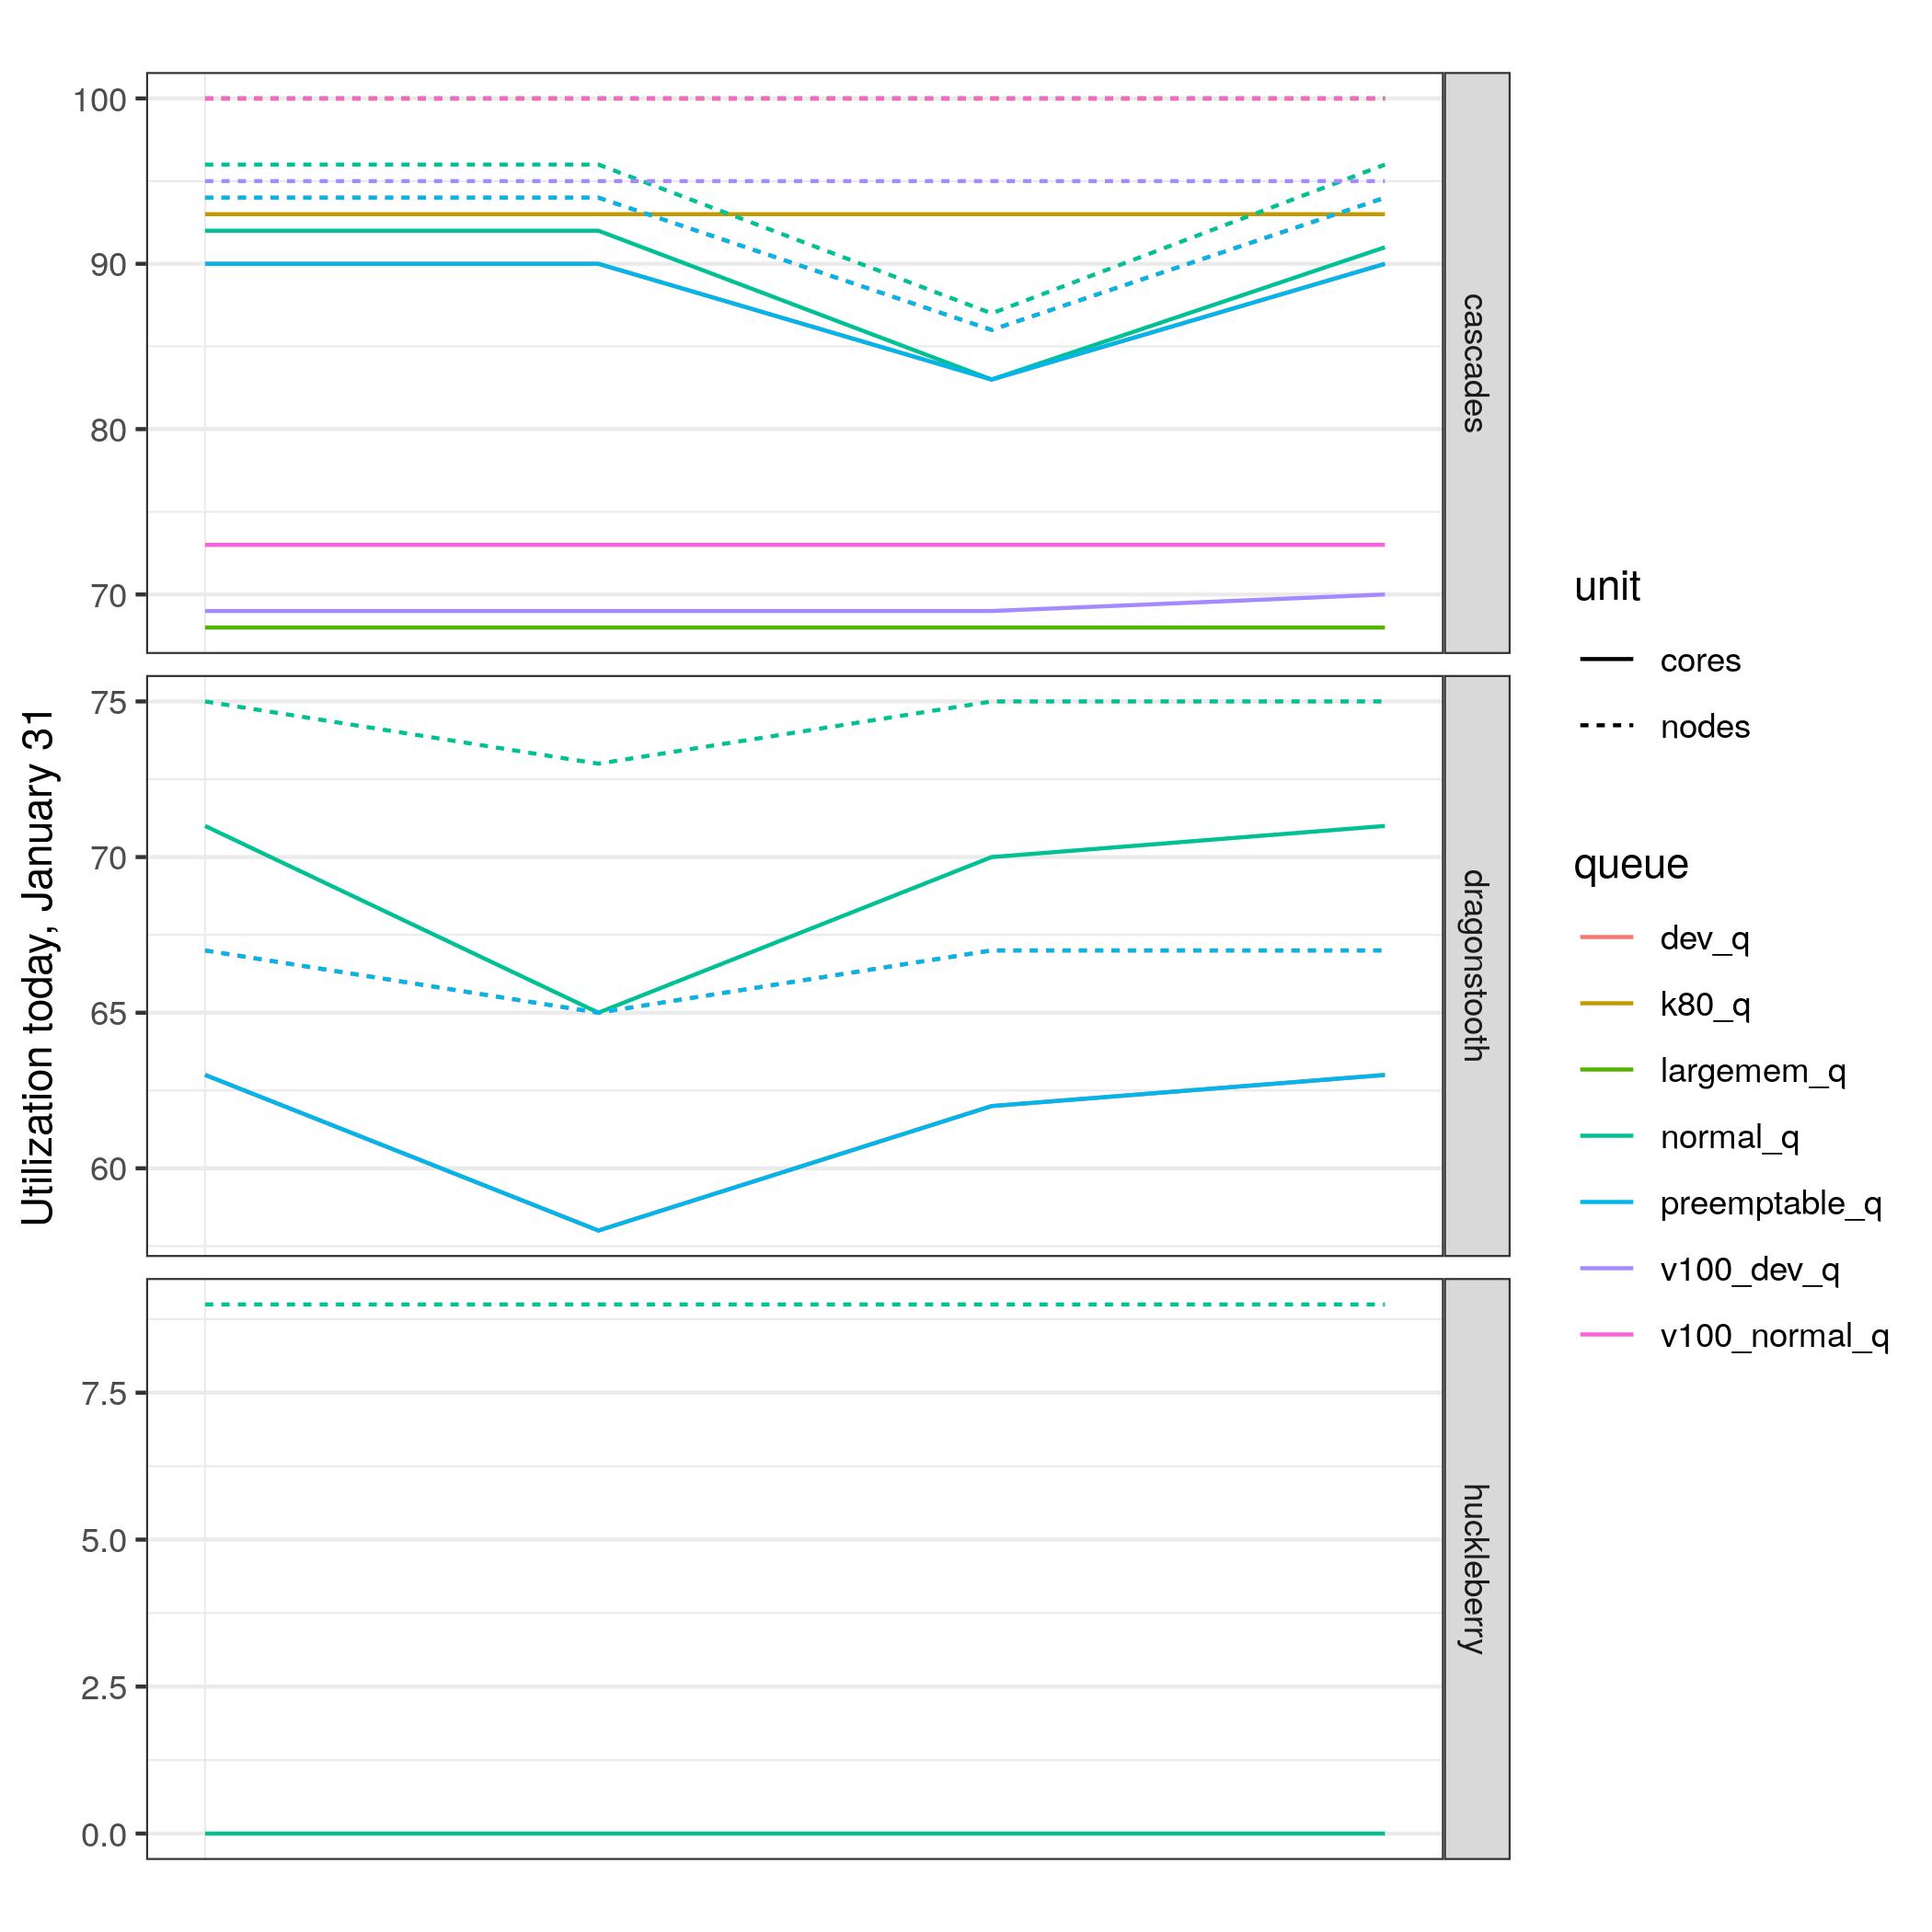 Utilization today, January 31
100
90
80
70
cascades
75
70
65
60
dragonstooth
7.5
5.0
2.5
0.0
huckleberry
unit
cores
nodes
queue
dev_q
k80_q
largemem_q
normal_q
preemptable_q
v100_dev_q
v100_normal_q